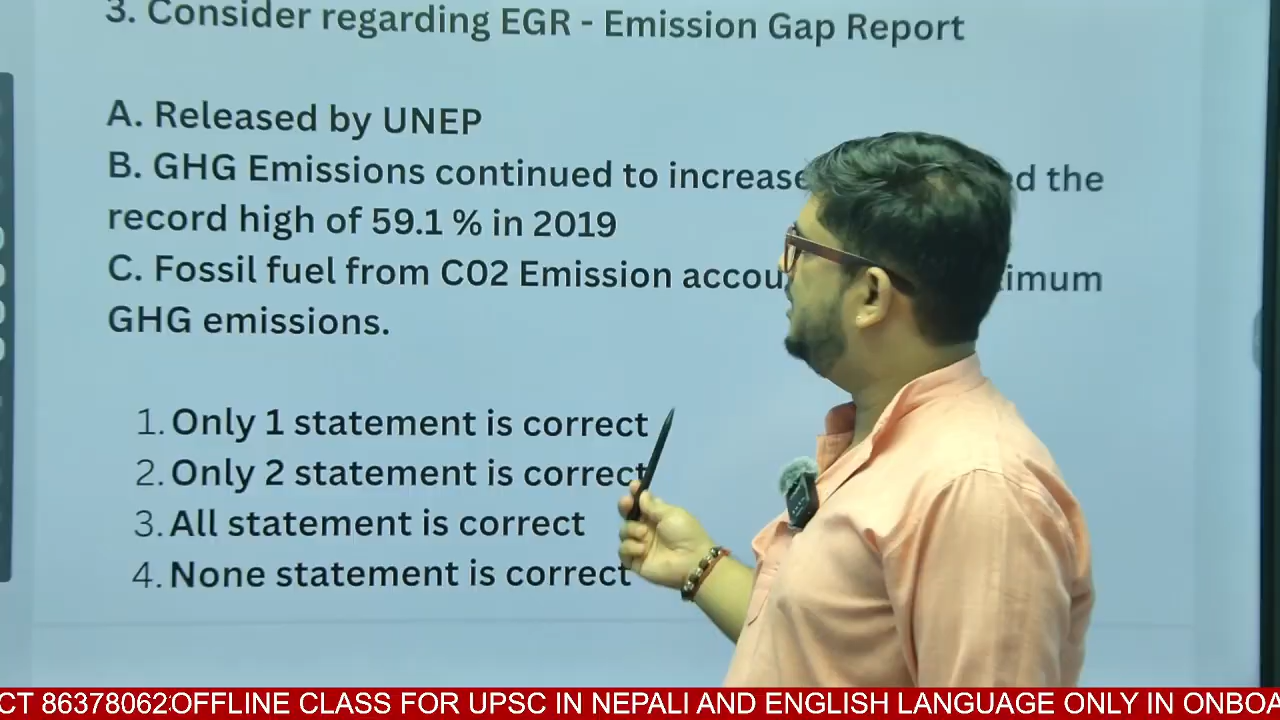 3. Consider regarding EGR - Emission Gap Report
A. Released by UNEP
B. GHG Emissions continued to increase the
record high of 59.1 % in 2019
C. Fossil fuel from C02 Emission
GHG emissions.
1. Only 1 statement is correct
2. Only 2 statement is correct
3. All statement is correct
4. None statement is correct
CT 86378062 OFFLINE CLASS FOR UPSC IN NEPALI AND ENGLISH LANGUAGE ONLY IN ONBOA